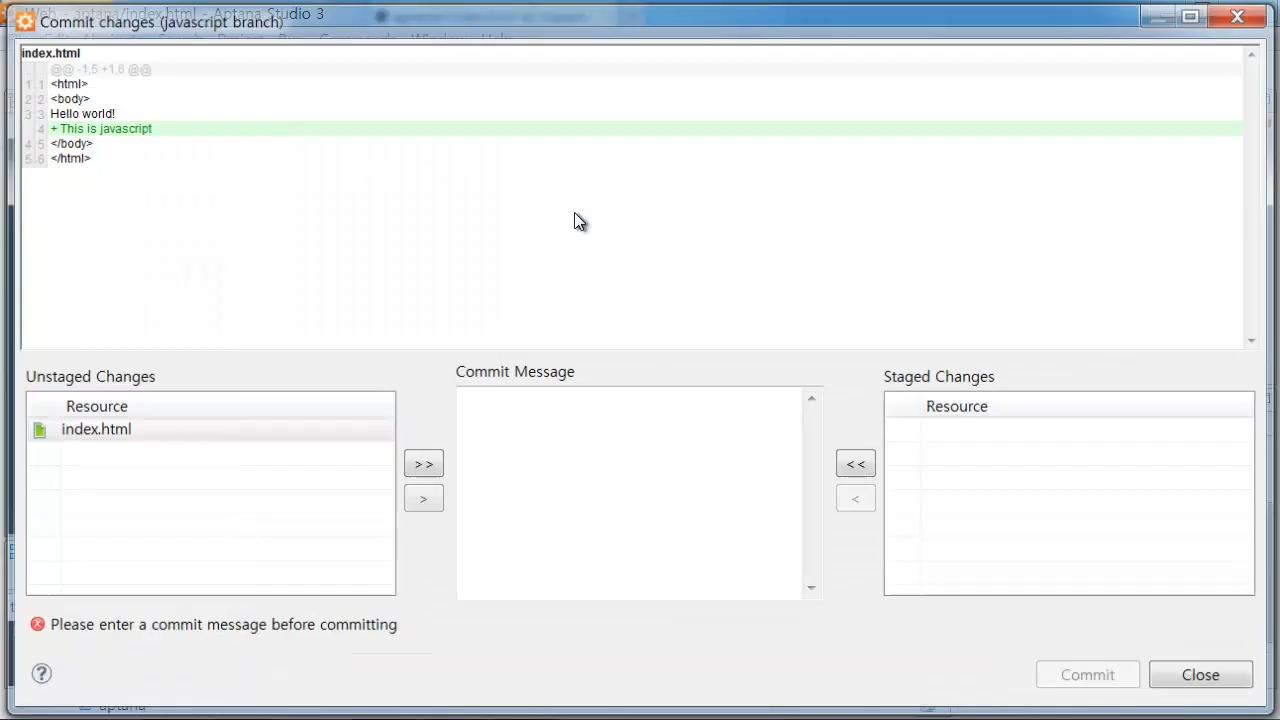 Commit changes (javascript branch)
index.html
@@ -1,5 +1,6 @@
1 1 <html>
2 2 <body>
3 3 Hello world!
4 + This is javascript
4 5 </body>
5 6 </html>
Unstaged Changes
Commit Message
Staged Changes
Resource
Resource
index.html
>>
<<
>
<
Please enter a commit message before committing
?
Commit
Close
aptana